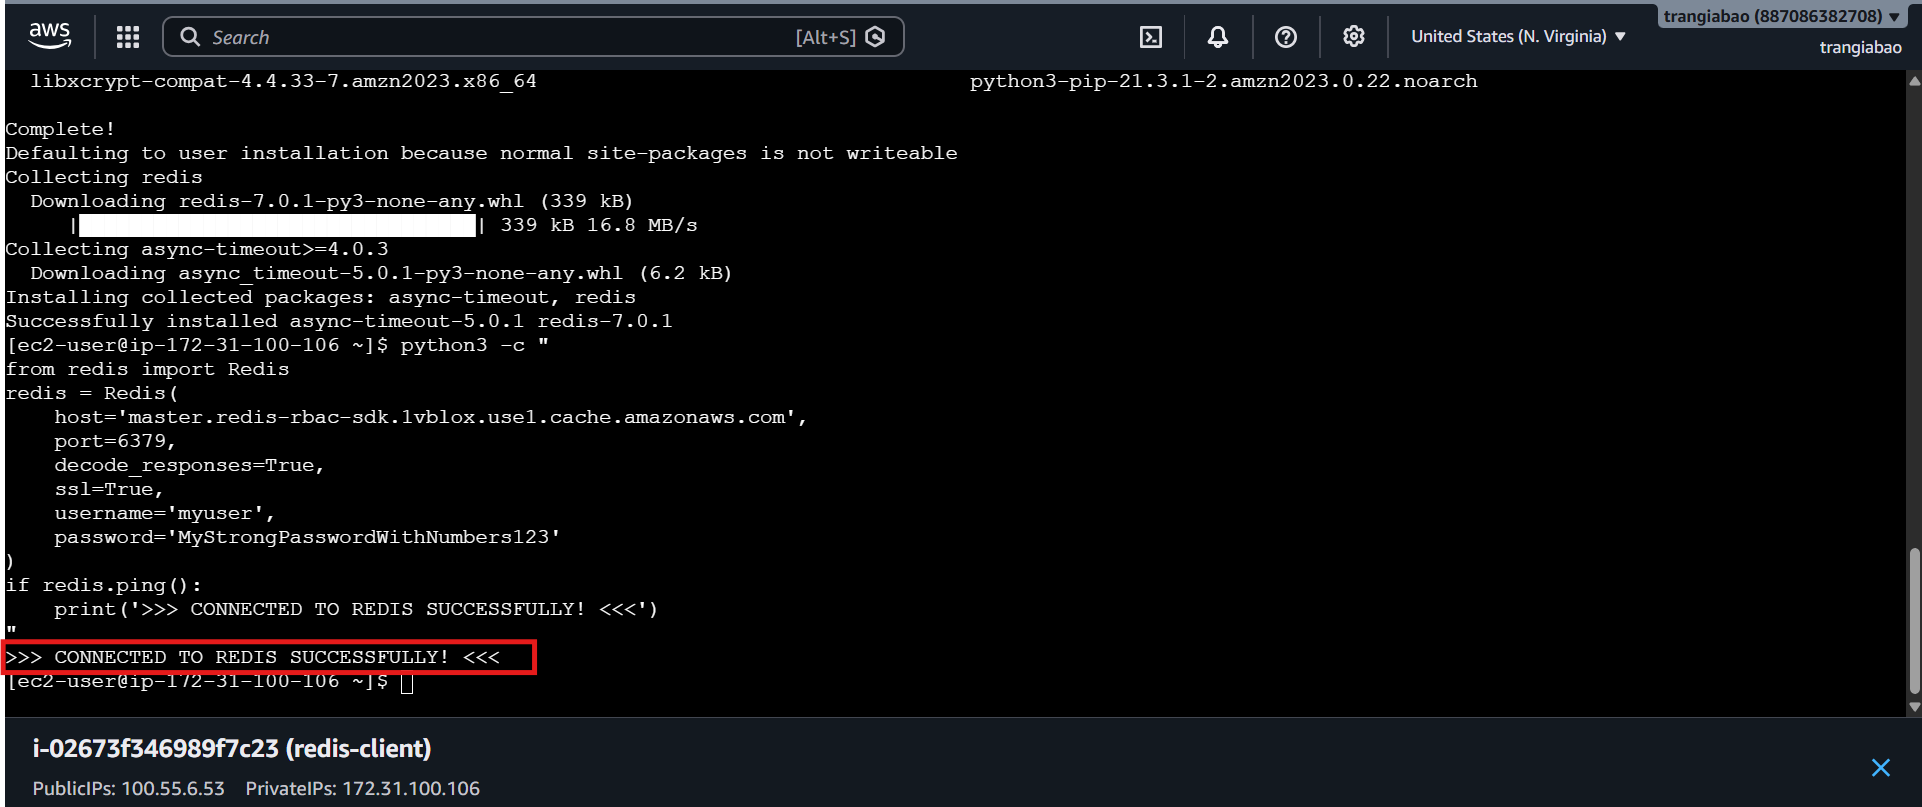 aws
Search
[Alt+S]
United States (N. Virginia)
trangiabao (887086382708)
trangiabao
libxcrypt-compat-4.4.33-7.amzn2023.x86_64 python3-pip-21.3.1-2.amzn2023.0.22.noarch
Complete!
Defaulting to user installation because normal site-packages is not writeable
Collecting redis
Downloading redis-7.0.1-py3-none-any.whl (339 kB)
|████████████████████████████████| 339 kB 16.8 MB/s
Collecting async-timeout>=4.0.3
Downloading async_timeout-5.0.1-py3-none-any.whl (6.2 kB)
Installing collected packages: async-timeout, redis
Successfully installed async-timeout-5.0.1 redis-7.0.1
[ec2-user@ip-172-31-100-106 ~]$ python3 -c "
from redis import Redis
redis = Redis(
host='master.redis-rbac-sdk.1vblox.use1.cache.amazonaws.com',
port=6379,
decode_responses=True,
ssl=True,
username='myuser',
password='MyStrongPasswordWithNumbers123'
)
if redis.ping():
print('>>> CONNECTED TO REDIS SUCCESSFULLY! <<<')
"
>>> CONNECTED TO REDIS SUCCESSFULLY! <<<
[ec2-user@ip-172-31-100-106 ~]$
i-02673f346989f7c23 (redis-client)
PublicIPs: 100.55.6.53 PrivateIPs: 172.31.100.106